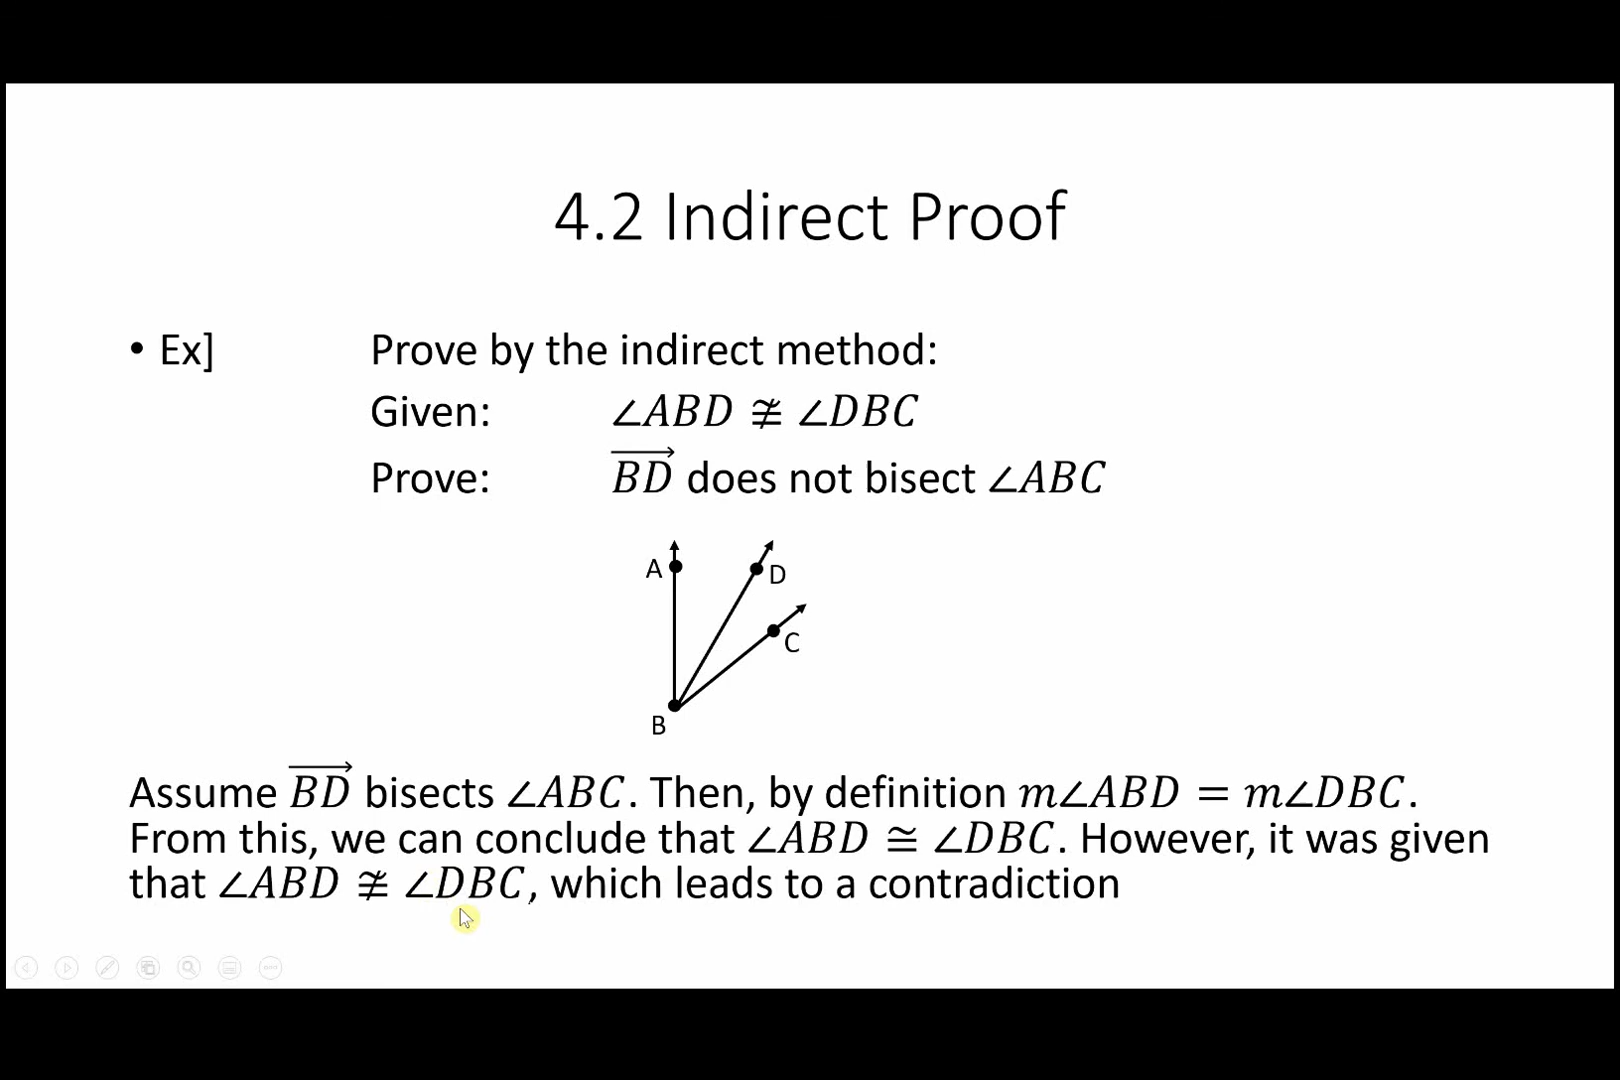 4.2 Indirect Proof
• Ex] Prove by the indirect method:
Given: ∠ABD ≇ ∠DBC
Prove: $\overrightarrow{BD}$ does not bisect ∠ABC
A
D
C
B
Assume $\overrightarrow{BD}$ bisects ∠ABC. Then, by definition m∠ABD = m∠DBC.
From this, we can conclude that ∠ABD ≅ ∠DBC. However, it was given
that ∠ABD ≇ ∠DBC, which leads to a contradiction